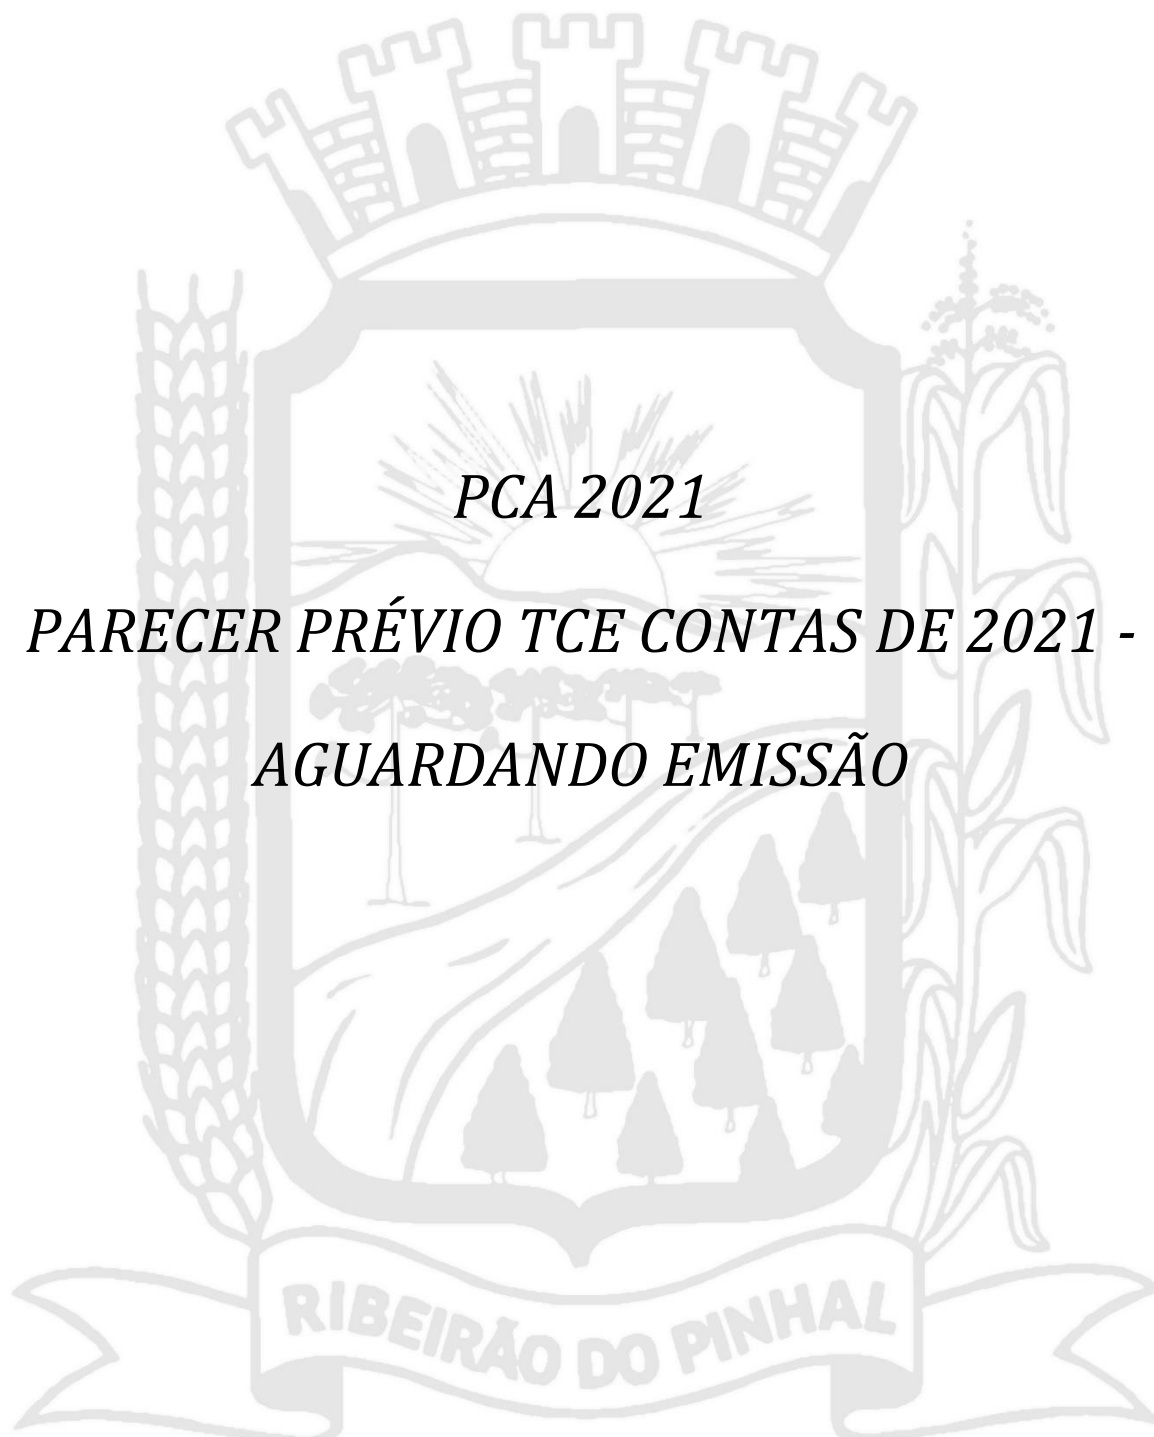 PCA 2021
PARECER PRÉVIO TCE CONTAS DE 2021 -
AGUARDANDO EMISSÃO
RIBEIRÃO DO PINHAL